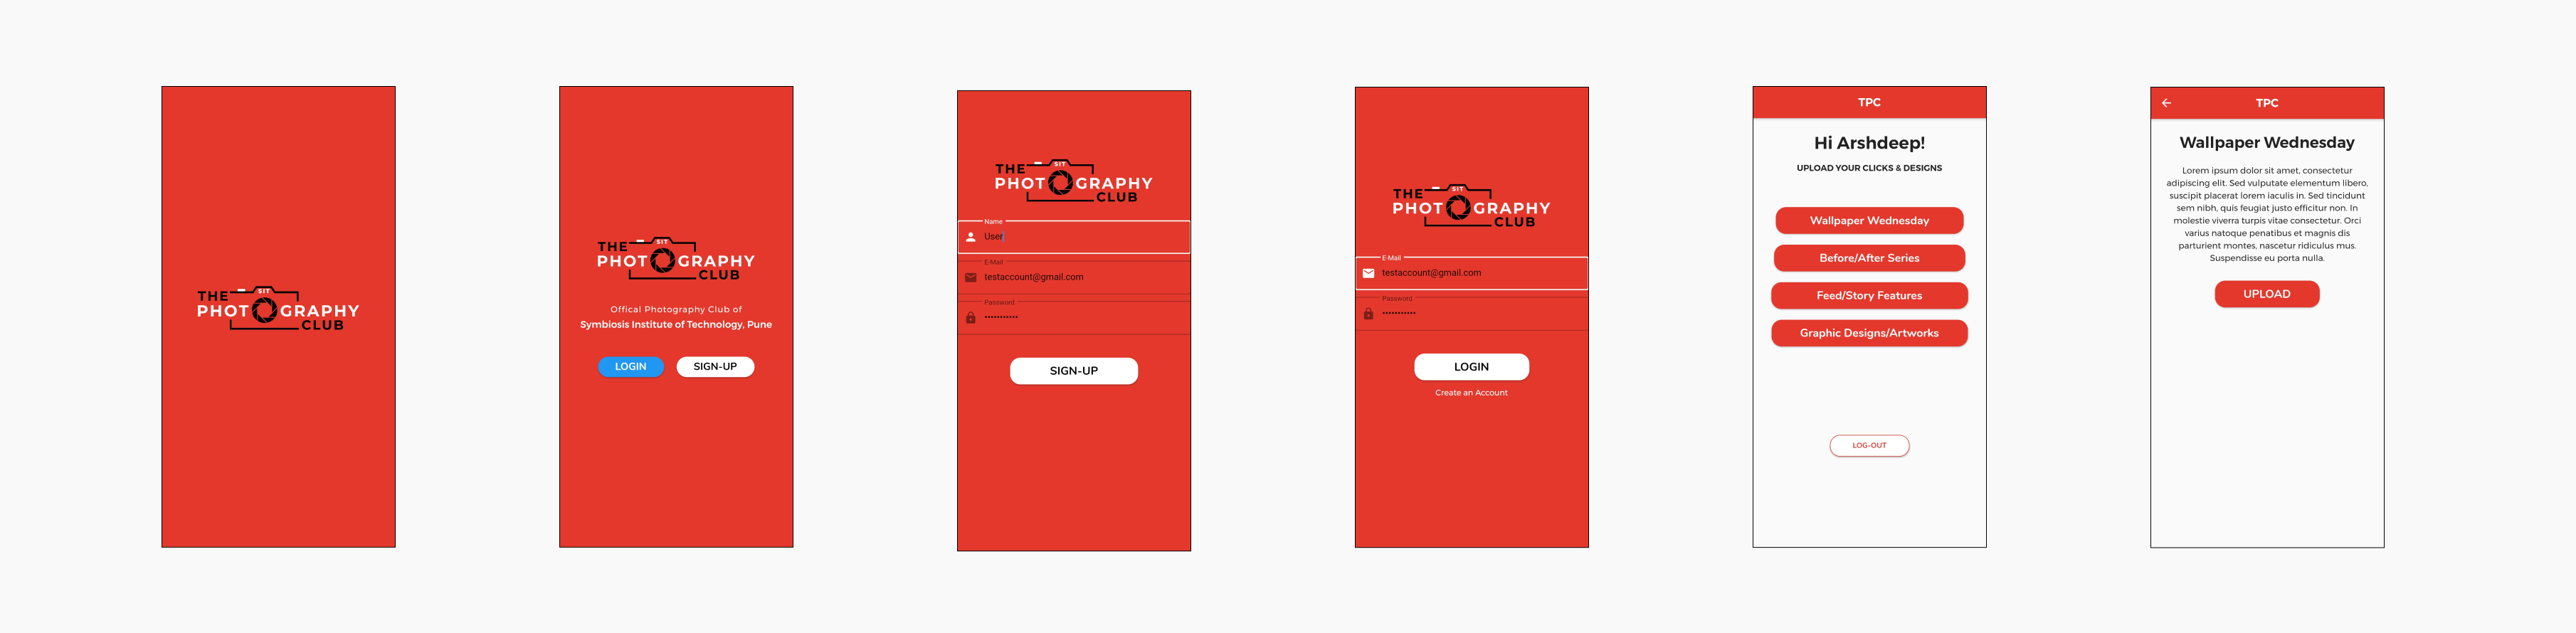 THE SIT
PHOTOGRAPHY
CLUB
THE SIT
PHOTOGRAPHY
CLUB
Offical Photography Club of
Symbiosis Institute of Technology, Pune
LOGIN SIGN-UP
THE SIT
PHOTOGRAPHY
CLUB
Name
User
E-Mail
testaccount@gmail.com
Password
•••••••••••
SIGN-UP
THE SIT
PHOTOGRAPHY
CLUB
E-Mail
testaccount@gmail.com
Password
•••••••••••
LOGIN
Create an Account
TPC
Hi Arshdeep!
UPLOAD YOUR CLICKS & DESIGNS
Wallpaper Wednesday
Before/After Series
Feed/Story Features
Graphic Designs/Artworks
LOG-OUT
TPC
Wallpaper Wednesday
Lorem ipsum dolor sit amet, consectetur
adipiscing elit. Sed vulputate elementum libero,
suscipit placerat lorem iaculis in. Sed tincidunt
sem nibh, quis feugiat justo efficitur non. In
molestie viverra turpis vitae consectetur. Orci
varius natoque penatibus et magnis dis
parturient montes, nascetur ridiculus mus.
Suspendisse eu porta nulla.
UPLOAD